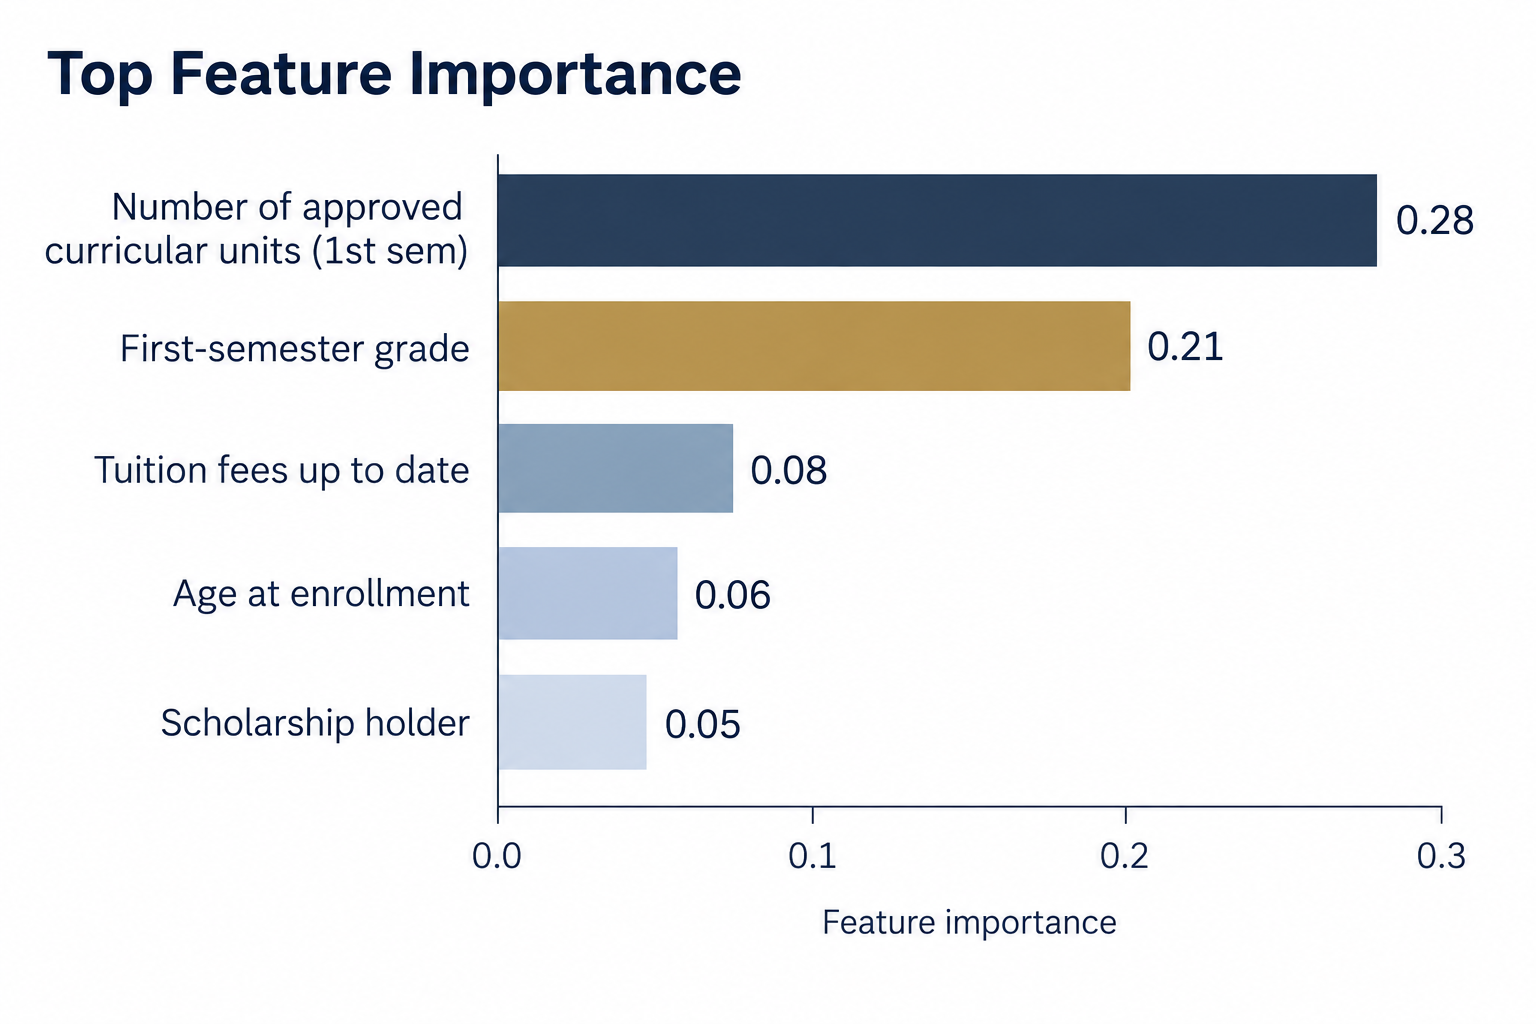 Top Feature Importance
Number of approved
curricular units (1st sem)
0.28
First-semester grade
0.21
Tuition fees up to date
0.08
Age at enrollment
0.06
Scholarship holder
0.05
0.0
0.1
0.2
0.3
Feature importance